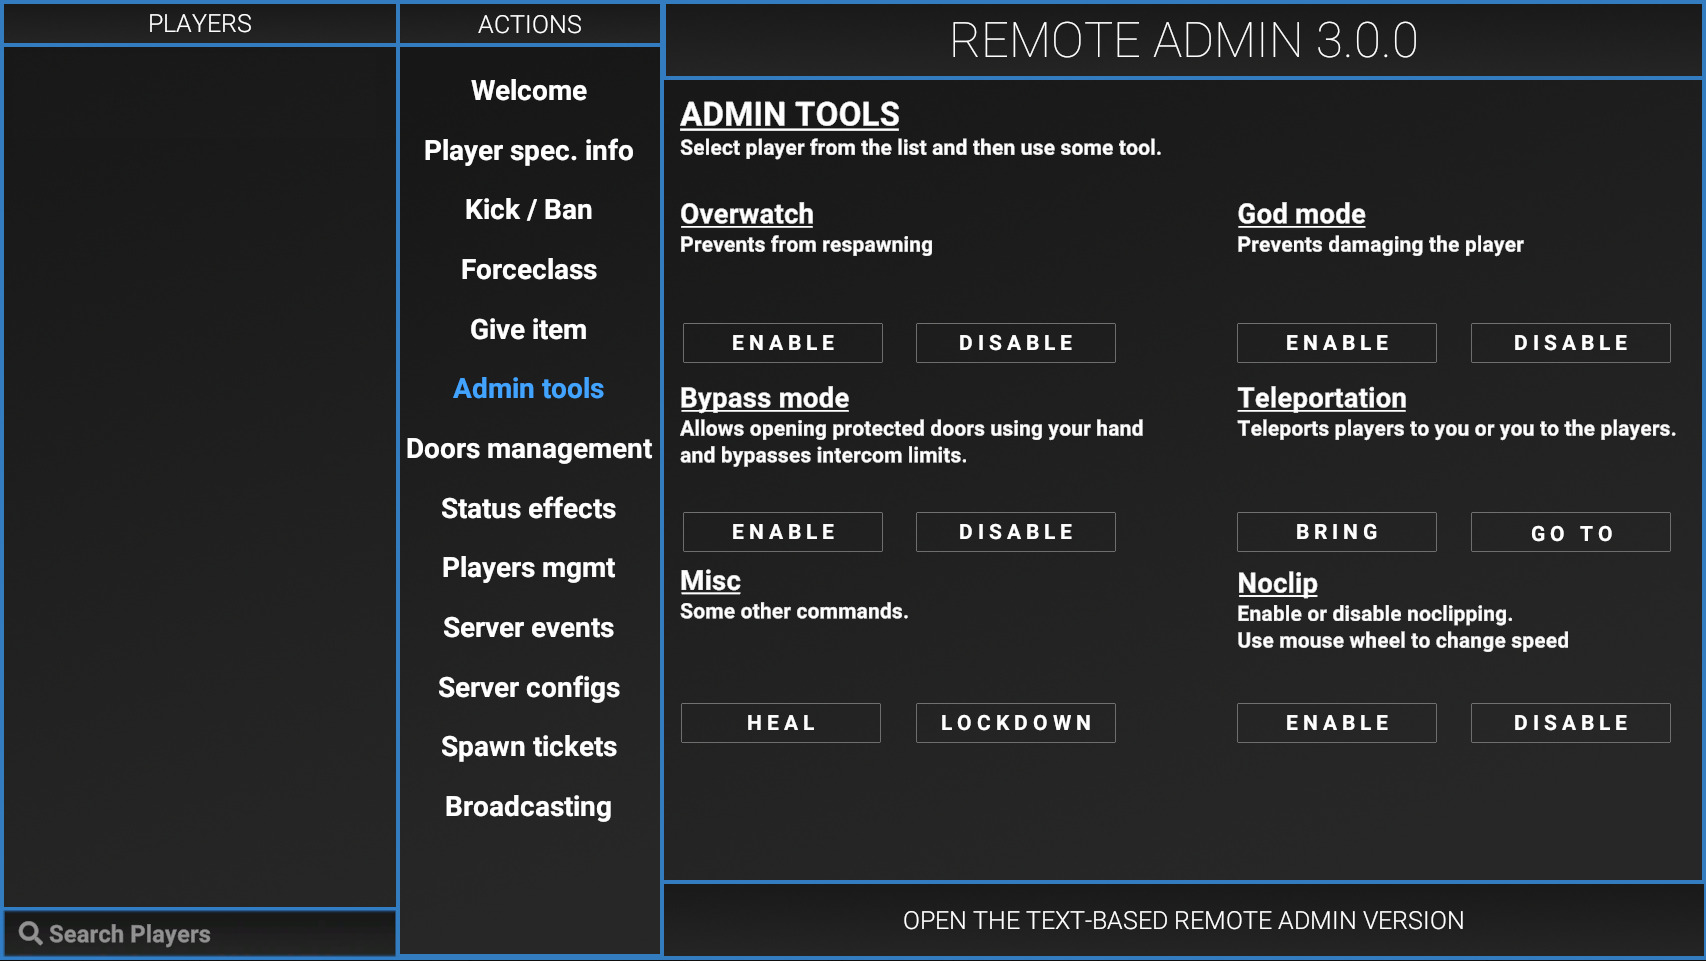 PLAYERS
Search Players
ACTIONS
Welcome
Player spec. info
Kick / Ban
Forceclass
Give item
Admin tools
Doors management
Status effects
Players mgmt
Server events
Server configs
Spawn tickets
Broadcasting
REMOTE ADMIN 3.0.0
ADMIN TOOLS
Select player from the list and then use some tool.
Overwatch
Prevents from respawning
ENABLE DISABLE
God mode
Prevents damaging the player
ENABLE DISABLE
Bypass mode
Allows opening protected doors using your hand
and bypasses intercom limits.
ENABLE DISABLE
Teleportation
Teleports players to you or you to the players.
BRING GO TO
Misc
Some other commands.
HEAL LOCKDOWN
Noclip
Enable or disable noclipping.
Use mouse wheel to change speed
ENABLE DISABLE
OPEN THE TEXT-BASED REMOTE ADMIN VERSION